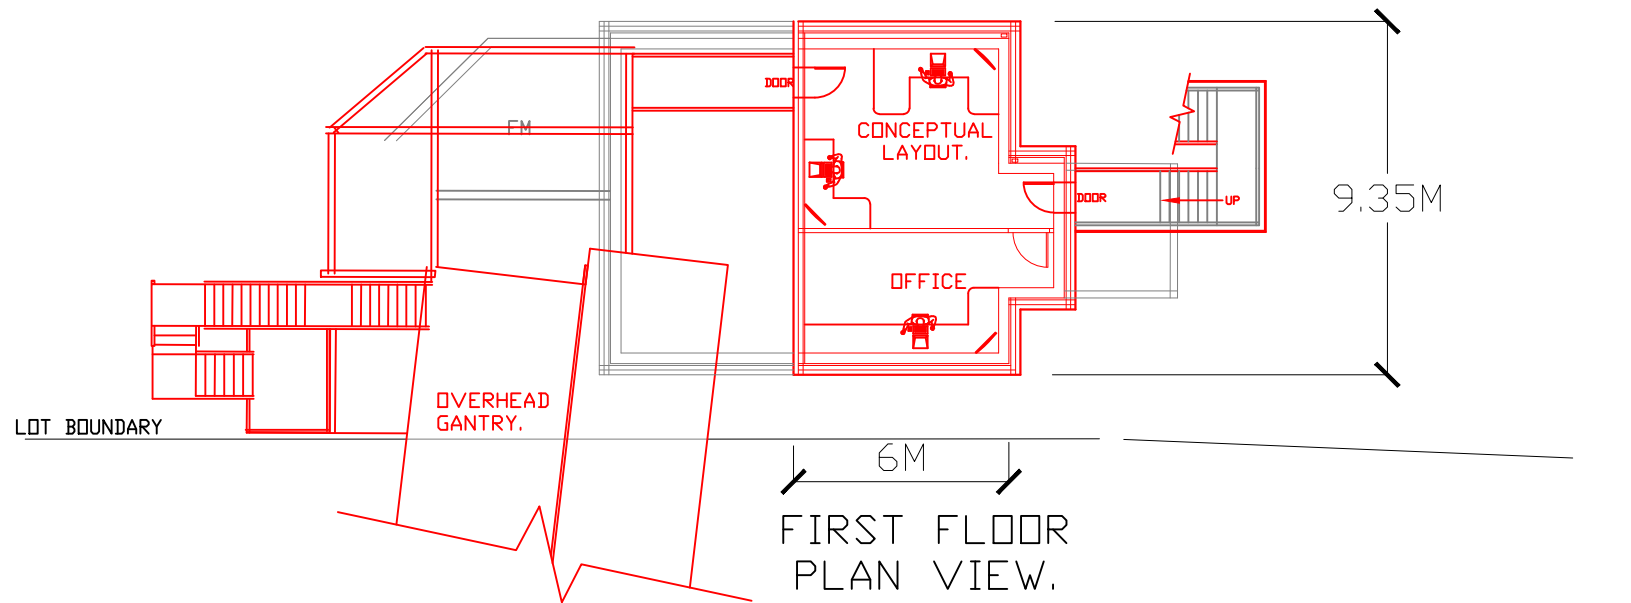 DOOR
FM
CONCEPTUAL
LAYOUT.
9.35M
DOOR
UP
OFFICE
OVERHEAD
GANTRY.
LOT BOUNDARY
6M
FIRST FLOOR
PLAN VIEW.